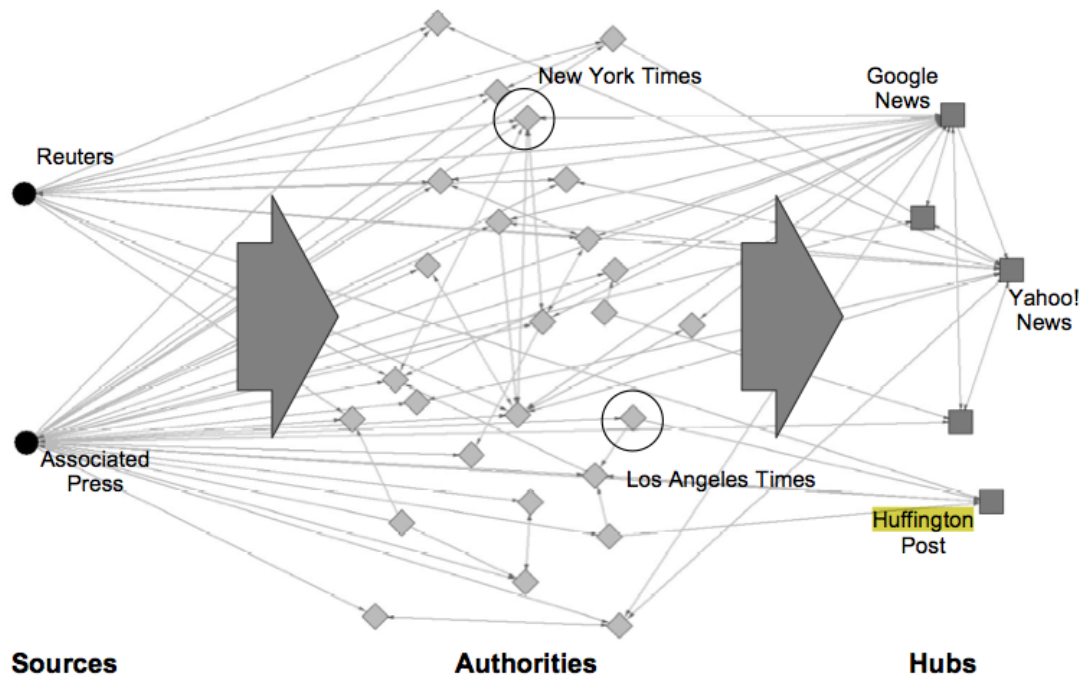 New York Times
Google
News
Reuters
Yahoo!
News
Associated
Press
Los Angeles Times
Huffington
Post
Sources
Authorities
Hubs